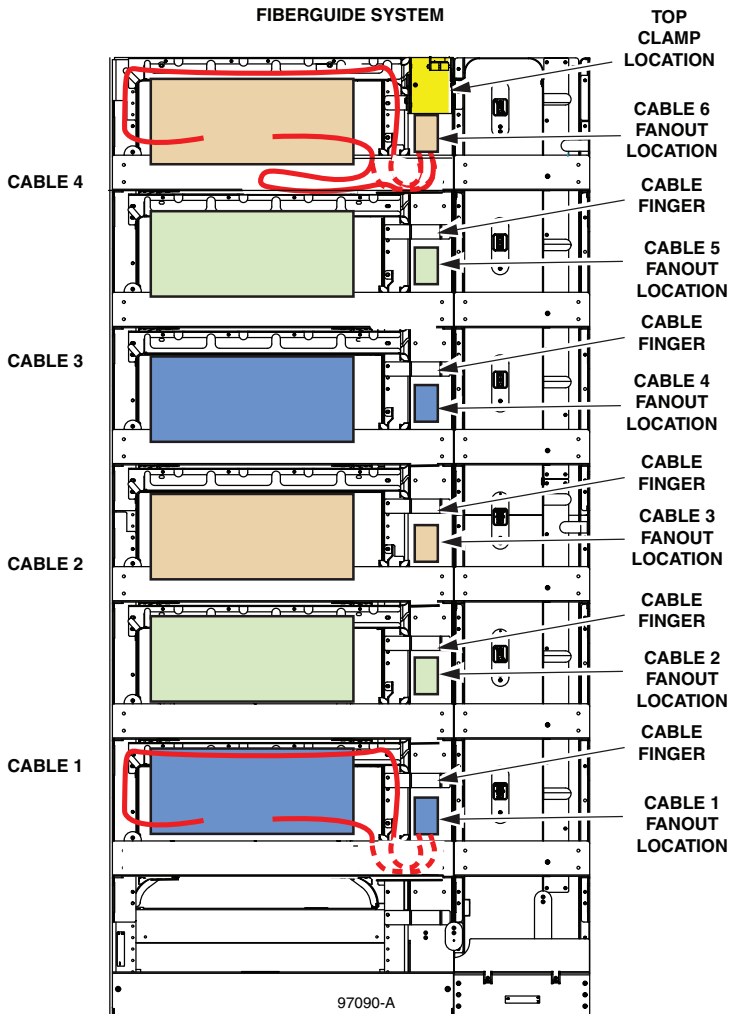 FIBERGUIDE SYSTEM
TOP
CLAMP
LOCATION
CABLE 6
FANOUT
LOCATION
CABLE 4
CABLE
FINGER
CABLE 5
FANOUT
LOCATION
CABLE
FINGER
CABLE 3
CABLE 4
FANOUT
LOCATION
CABLE
FINGER
CABLE 3
FANOUT
LOCATION
CABLE 2
CABLE
FINGER
CABLE 2
FANOUT
LOCATION
CABLE
FINGER
CABLE 1
CABLE 1
FANOUT
LOCATION
97090-A